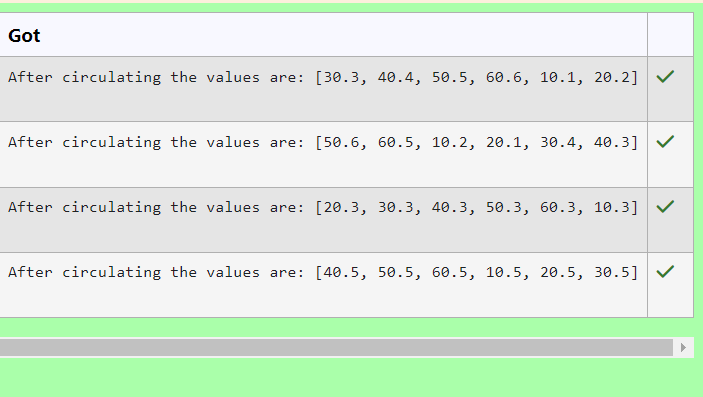 Got
After circulating the values are: [30.3, 40.4, 50.5, 60.6, 10.1, 20.2]
After circulating the values are: [50.6, 60.5, 10.2, 20.1, 30.4, 40.3]
After circulating the values are: [20.3, 30.3, 40.3, 50.3, 60.3, 10.3]
After circulating the values are: [40.5, 50.5, 60.5, 10.5, 20.5, 30.5]